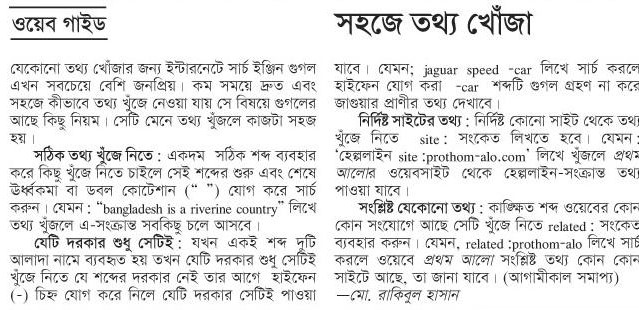 ওয়েব গাইড
সহজে তথ্য খোঁজা
যেকোনো তথ্য খোঁজার জন্য ইন্টারনেটে সার্চ ইঞ্জিন গুগল
এখন সবচেয়ে বেশি জনপ্রিয়। কম সময়ে দ্রুত এবং
সহজে কীভাবে তথ্য খুঁজে নেওয়া যায় সে বিষয়ে গুগলের
আছে কিছু নিয়ম। সেটি মেনে তথ্য খুঁজলে কাজটা সহজ
হয়।
সঠিক তথ্য খুঁজে নিতে : একদম সঠিক শব্দ ব্যবহার
করে কিছু খুঁজে নিতে চাইলে সেই শব্দের শুরু এবং শেষে
উর্ধ্বকমা বা ডবল কোটেশান (“ ”) যোগ করে সার্চ
করুন। যেমন : “bangladesh is a riverine country” লিখে
তথ্য খুঁজলে এ-সংক্রান্ত সবকিছু চলে আসবে।
যেটি দরকার শুধু সেটিই : যখন একই শব্দ দুটি
আলাদা নামে ব্যবহৃত হয় তখন যেটি দরকার শুধু সেটিই
খুঁজে নিতে যে শব্দের দরকার নেই তার আগে হাইফেন
(-) চিহ্ন যোগ করে নিলে যেটি দরকার সেটিই পাওয়া
যাবে। যেমন; jaguar speed -car লিখে সার্চ করলে
হাইফেন যোগ করা -car শব্দটি গুগল গ্রহণ না করে
জাগুয়ার প্রাণীর তথ্য দেখাবে।
নির্দিষ্ট সাইটের তথ্য : নির্দিষ্ট কোনো সাইট থেকে তথ্য
খুঁজে নিতে site : সংকেত লিখতে হবে। যেমন :
‘হেল্পলাইন site :prothom-alo.com’ লিখে খুঁজলে প্রথম
আলোর ওয়েবসাইট থেকে হেল্পলাইন-সংক্রান্ত তথ্য
পাওয়া যাবে।
সংশ্লিষ্ট যেকোনো তথ্য : কাঙ্ক্ষিত শব্দ ওয়েবের কোন
কোন সংযোগে আছে সেটি খুঁজে নিতে related : সংকেত
ব্যবহার করুন। যেমন, related :prothom-alo লিখে সার্চ
করলে ওয়েবে প্রথম আলো সংশ্লিষ্ট তথ্য কোন কোন
সাইটে আছে, তা জানা যাবে। (আগামীকাল সমাপ্য)
—মো. রাকিবুল হাসান